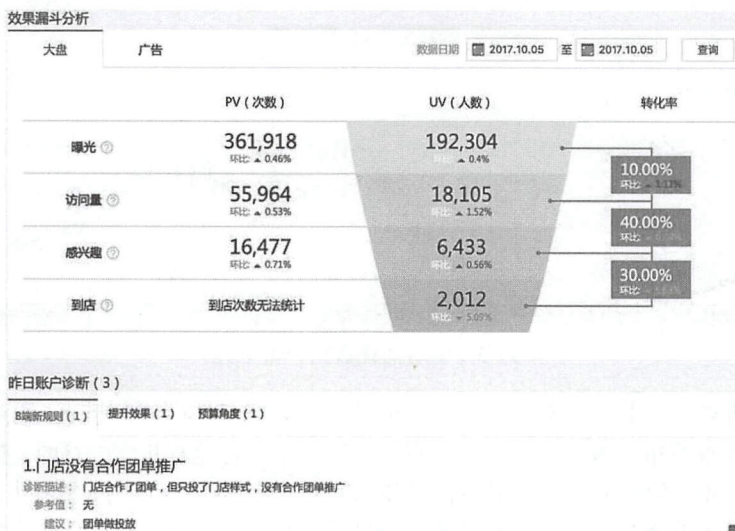 效果漏斗分析
大盘 广告 数据日期 2017.10.05 至 2017.10.05 查询
PV（次数） UV（人数） 转化率
曝光 ? 361,918 192,304
环比: ▲ 0.46% ▲ 0.4%
10.00%
环比: ▲
访问量 ? 55,964 18,105
环比: ▲ 0.53% 环比: ▲ 1.52%
40.00%
环比:
感兴趣 ? 16,477 6,433
环比: ▲ 0.71% 环比: ▲ 0.56%
30.00%
环比:
到店 ? 到店次数无法统计 2,012
环比:
昨日账户诊断（3）
B端新规则（1） 提升效果（1） 预算角度（1）
1.门店没有合作团单推广
诊断描述： 门店合作了团单，但只投了门店样式，没有合作团单推广
参考值： 无
建议： 团单做投放